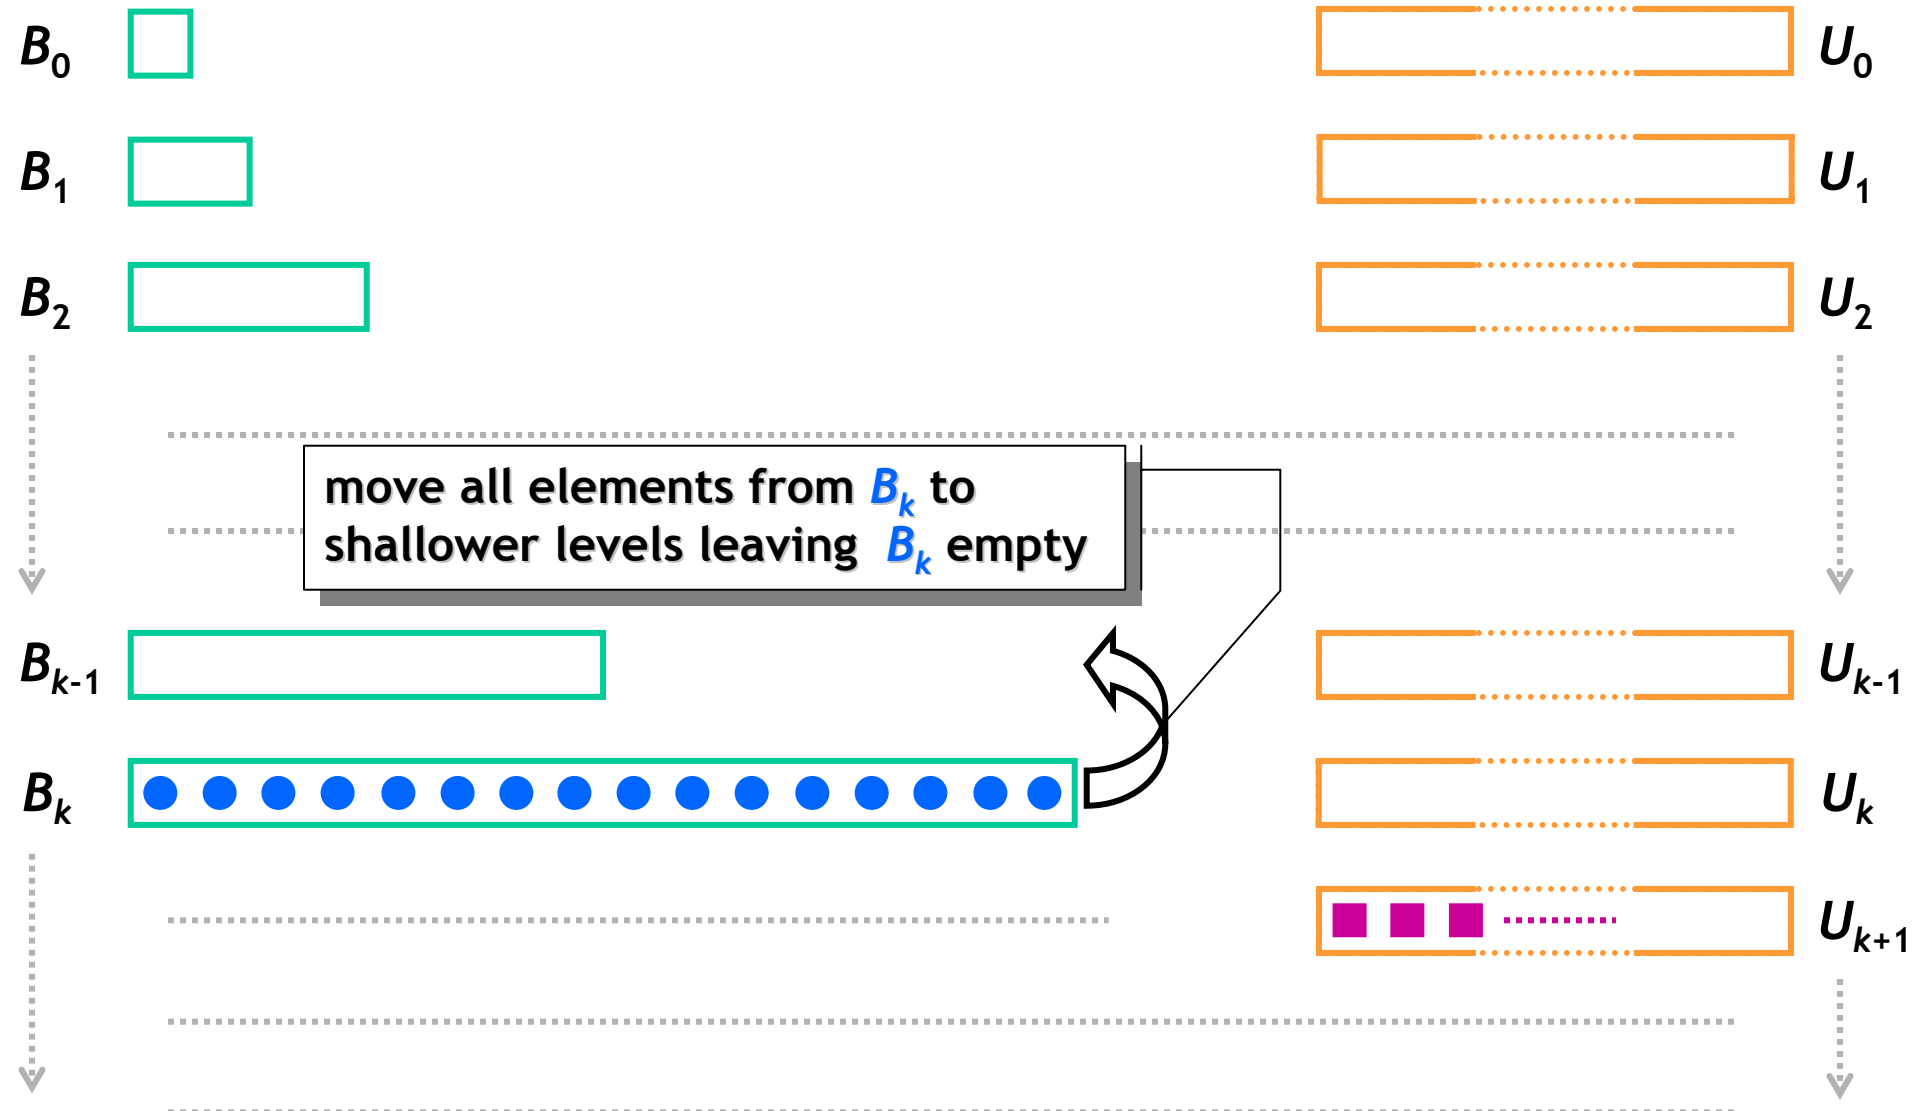 B0 U0
B1 U1
B2 U2
move all elements from Bk to
shallower levels leaving Bk empty
Bk-1 Uk-1
Bk Uk
Uk+1